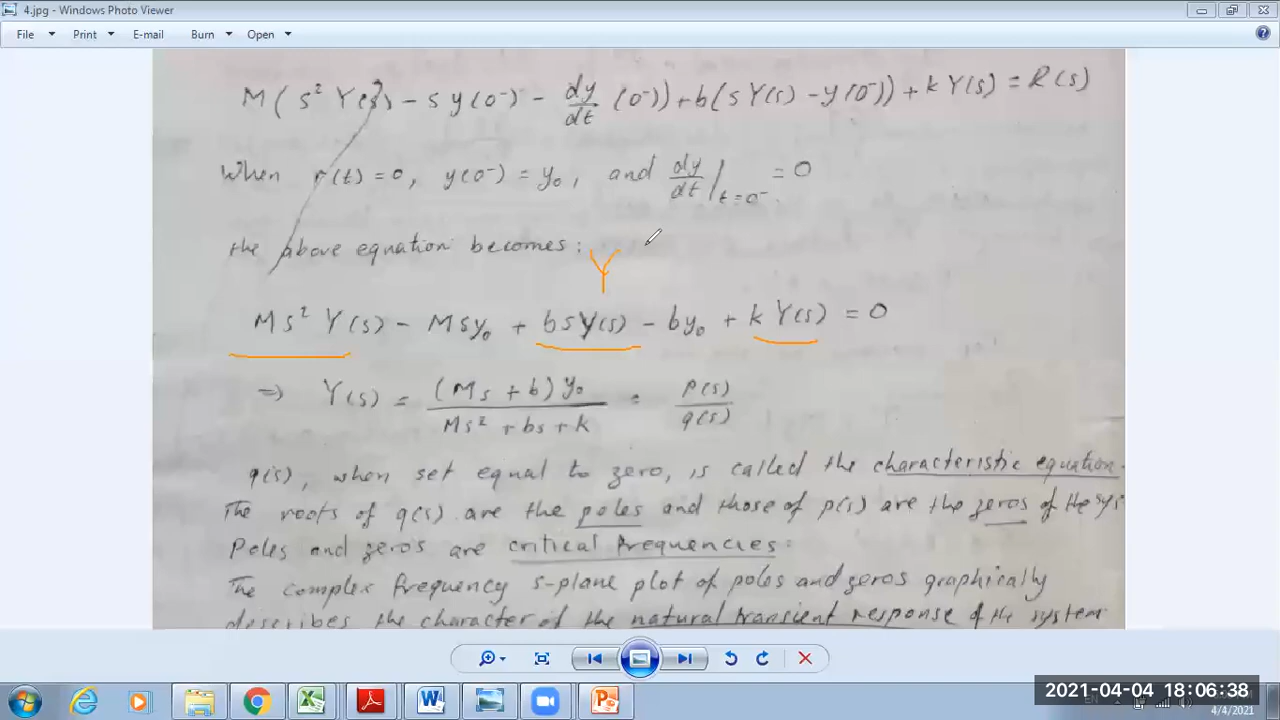 4.jpg - Windows Photo Viewer
File Print E-mail Burn Open
M( s² Y(s) - s y(0⁻) - dy/dt (0⁻)) + b(s Y(s) - y(0⁻)) + k Y(s) = R(s)
When r(t) = 0, y(0⁻) = y₀, and dy/dt | t=0⁻ = 0
the above equation becomes:
Y
Ms² Y(s) - Msy₀ + bsY(s) - by₀ + k Y(s) = 0
⇒ Y(s) = (Ms + b) y₀ / Ms² + bs + k = P(s) / q(s)
q(s), when set equal to zero, is called the characteristic equation.
The roots of q(s) are the poles and those of p(s) are the zeros of the sys
Poles and zeros are critical frequencies.
The complex frequency s-plane plot of poles and zeros graphically
describes the character of the natural transient response of the system
2021-04-04 18:06:38
EN
4/4/2021